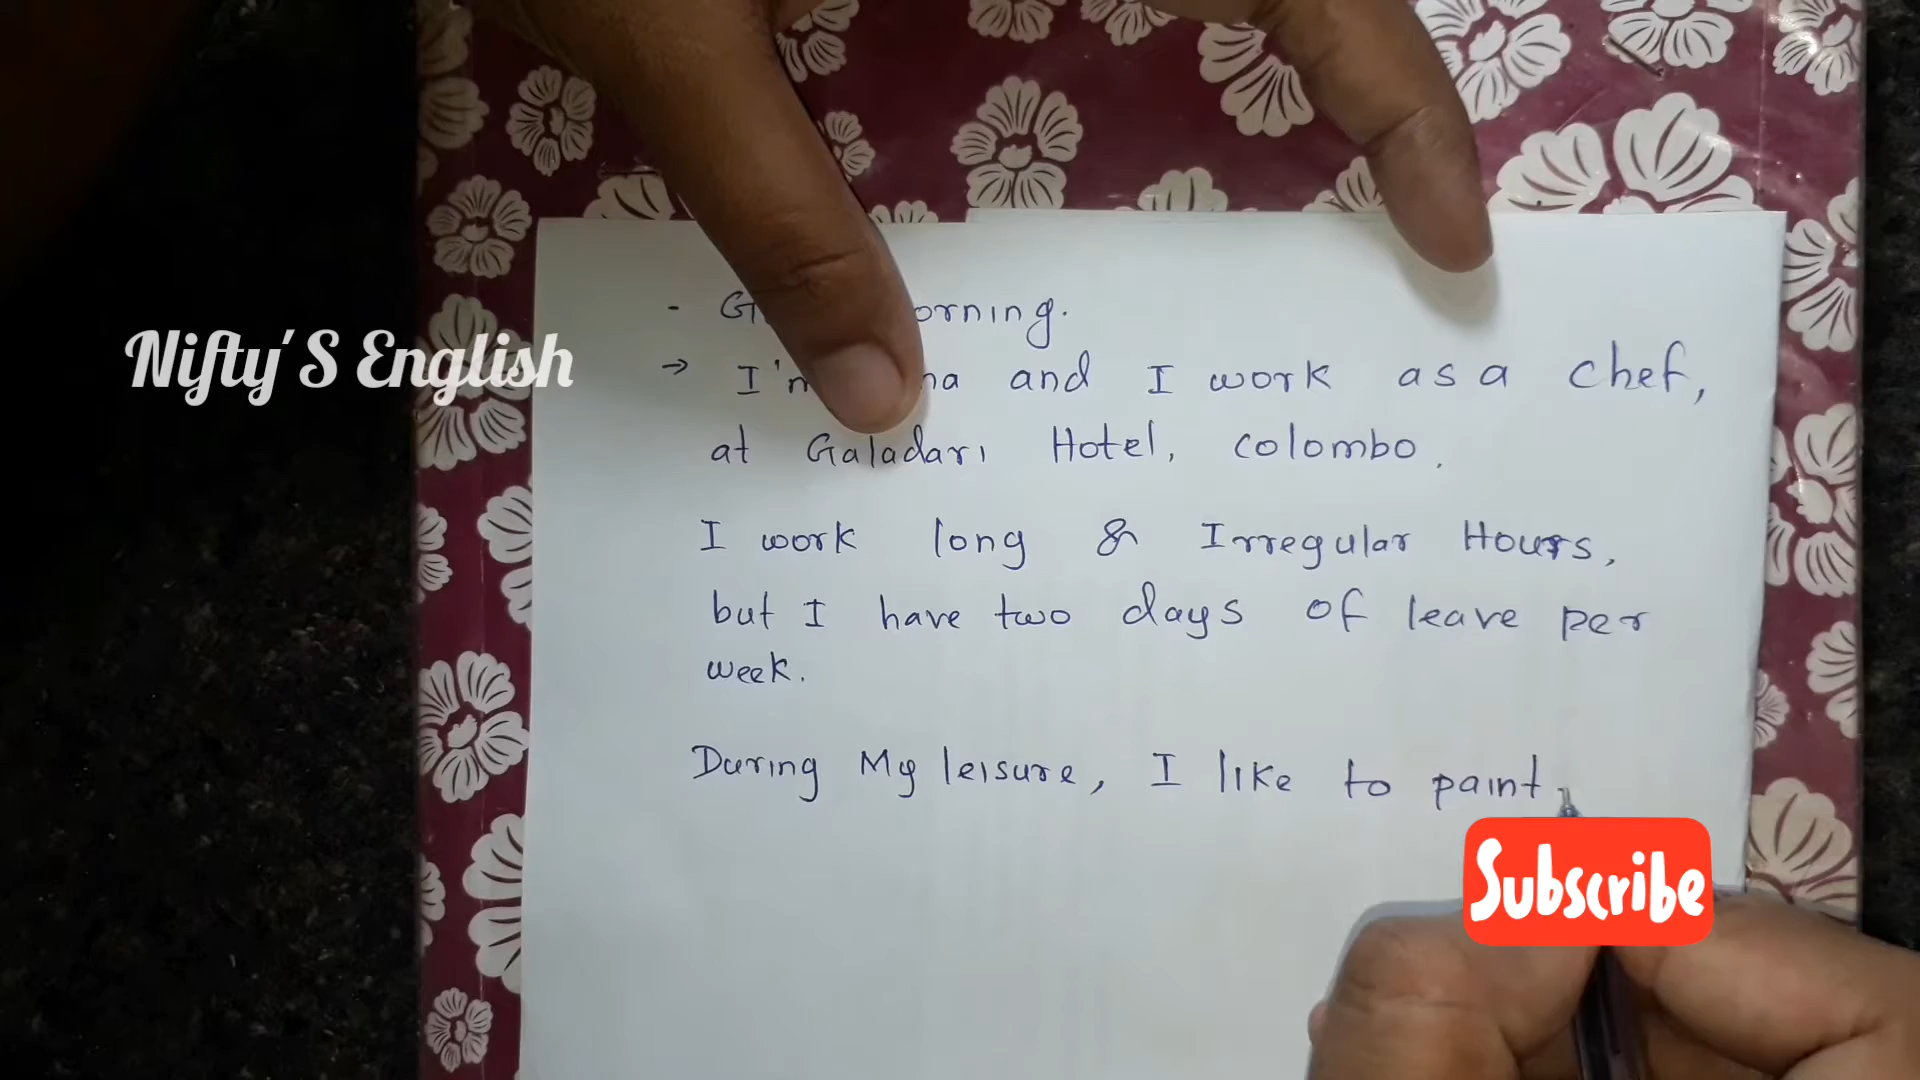 - G orning.
Nifty'S English
→ I'm na and I work as a chef,
at Galadari Hotel, colombo.
I work long & Irregular Hours,
but I have two days of leave per
week.
During My leisure, I like to paint,
Subscribe